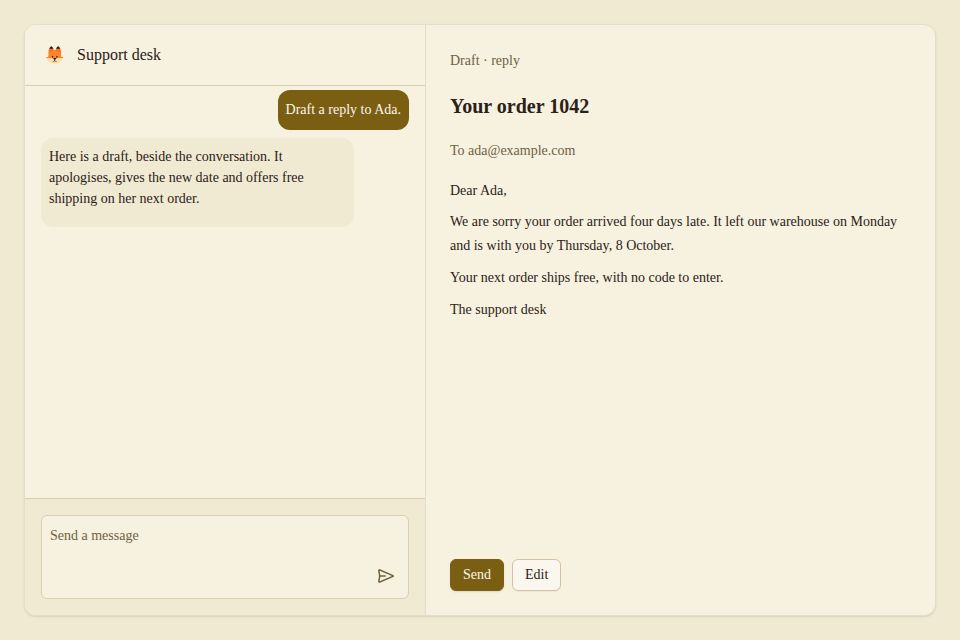 Support desk
Draft a reply to Ada.
Here is a draft, beside the conversation. It
apologises, gives the new date and offers free
shipping on her next order.
Send a message
Draft · reply
Your order 1042
To ada@example.com
Dear Ada,
We are sorry your order arrived four days late. It left our warehouse on Monday
and is with you by Thursday, 8 October.
Your next order ships free, with no code to enter.
The support desk
Send
Edit